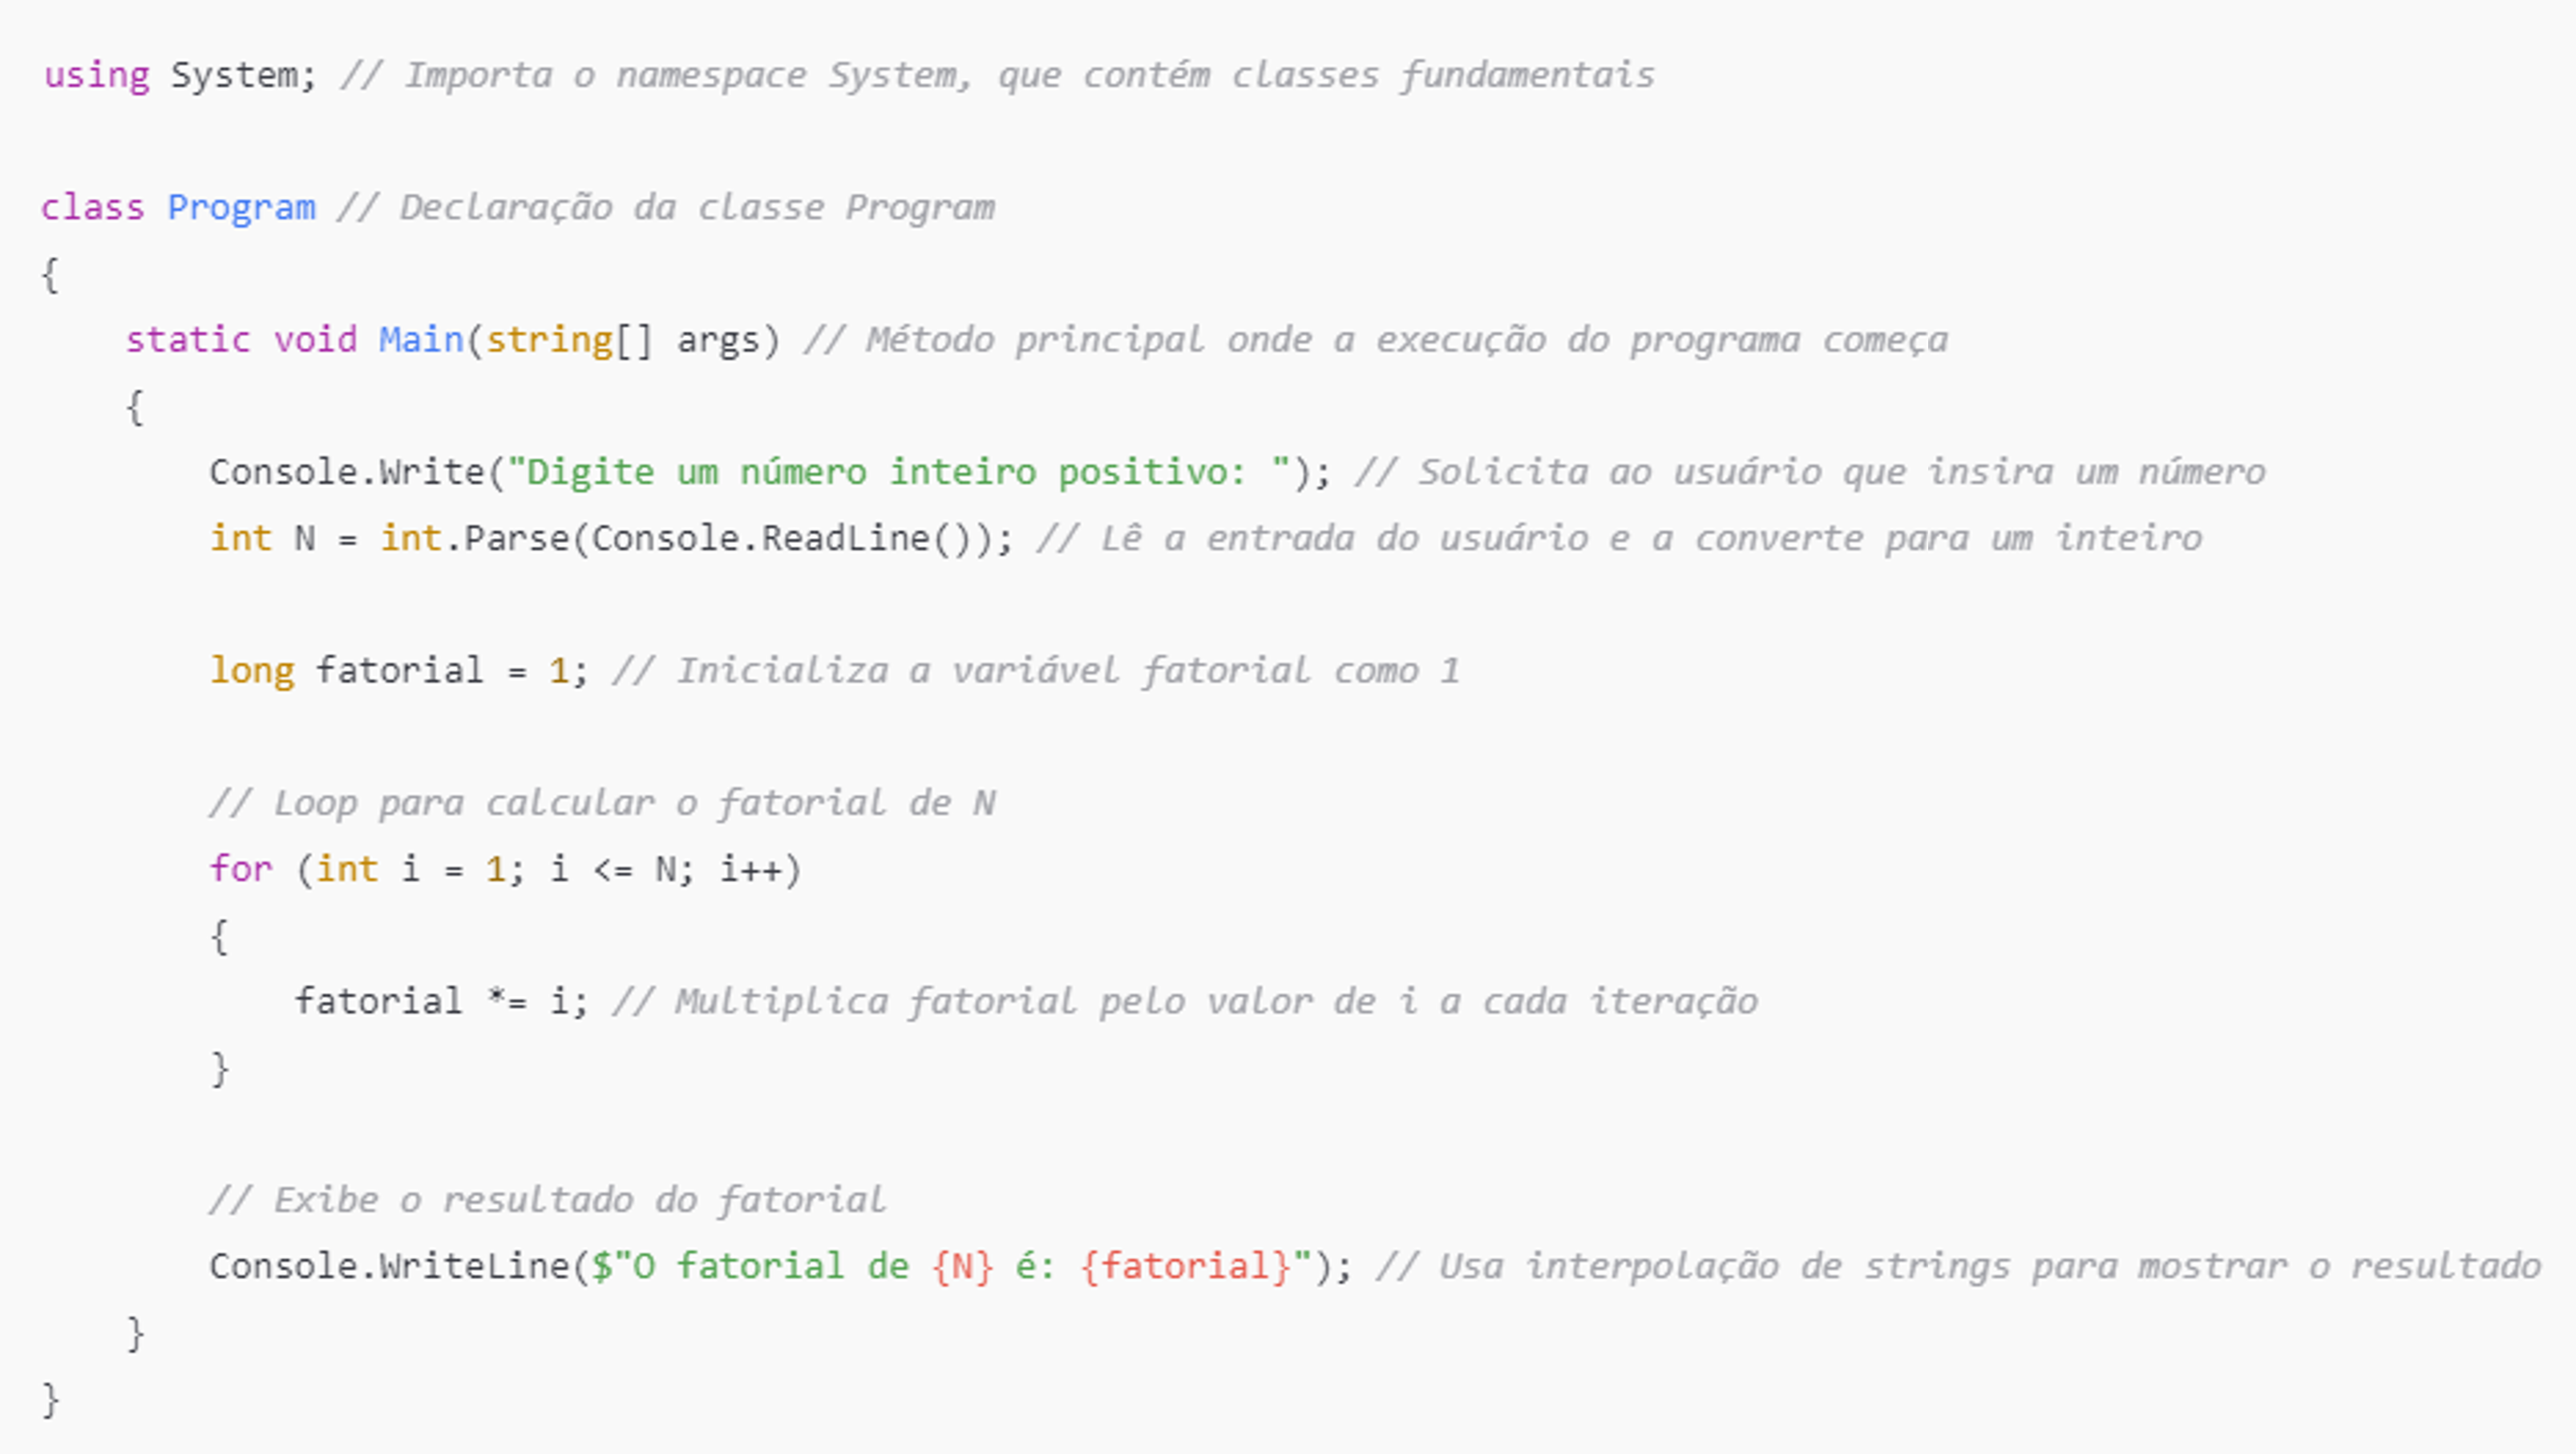 using System; // Importa o namespace System, que contém classes fundamentais
class Program // Declaração da classe Program
{
    static void Main(string[] args) // Método principal onde a execução do programa começa
    {
        Console.Write("Digite um número inteiro positivo: "); // Solicita ao usuário que insira um número
        int N = int.Parse(Console.ReadLine()); // Lê a entrada do usuário e a converte para um inteiro
        long fatorial = 1; // Inicializa a variável fatorial como 1
        // Loop para calcular o fatorial de N
        for (int i = 1; i <= N; i++)
        {
            fatorial *= i; // Multiplica fatorial pelo valor de i a cada iteração
        }
        // Exibe o resultado do fatorial
        Console.WriteLine($"O fatorial de {N} é: {fatorial}"); // Usa interpolação de strings para mostrar o resultado
    }
}